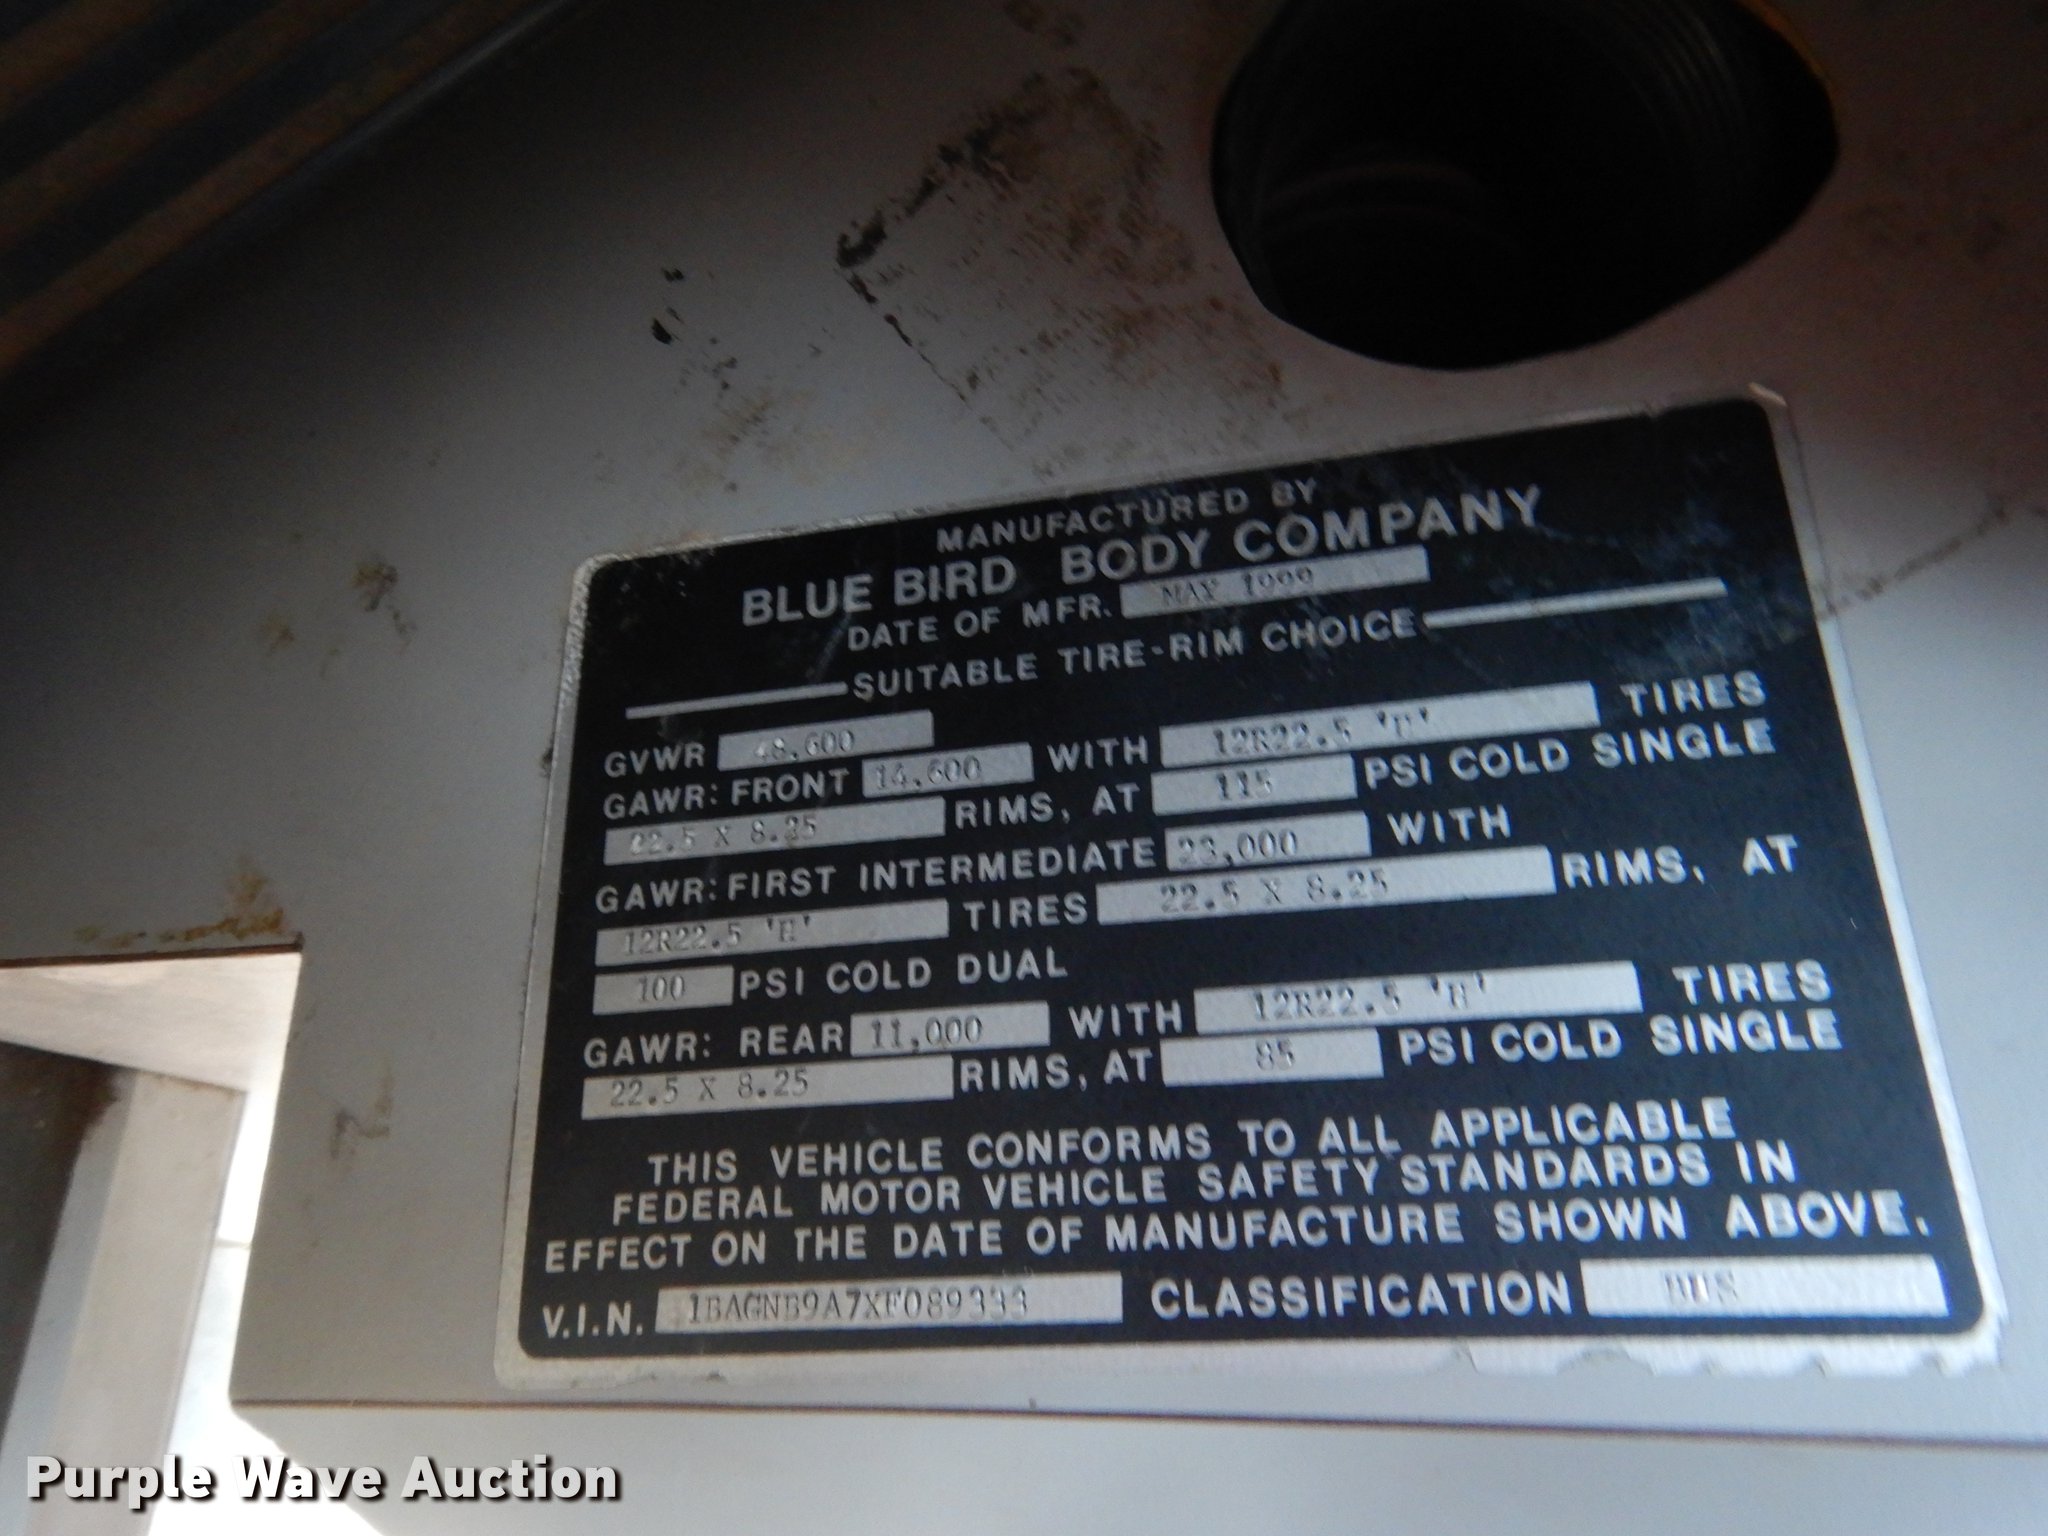 MANUFACTURED BY
BLUE BIRD BODY COMPANY
DATE OF MFR. MAY 1999
SUITABLE TIRE-RIM CHOICE
GVWR 48,600
GAWR: FRONT 14,600 WITH 12R22.5 'H' TIRES
22.5 X 8.25 RIMS, AT 115 PSI COLD SINGLE
GAWR: FIRST INTERMEDIATE 23,000 WITH
12R22.5 'H' TIRES 22.5 X 8.25 RIMS, AT
100 PSI COLD DUAL
GAWR: REAR 11,000 WITH 12R22.5 'H' TIRES
22.5 X 8.25 RIMS, AT 85 PSI COLD SINGLE
THIS VEHICLE CONFORMS TO ALL APPLICABLE
FEDERAL MOTOR VEHICLE SAFETY STANDARDS IN
EFFECT ON THE DATE OF MANUFACTURE SHOWN ABOVE.
V.I.N. 1BAGNB9A7XF089333 CLASSIFICATION BUS
Purple Wave Auction